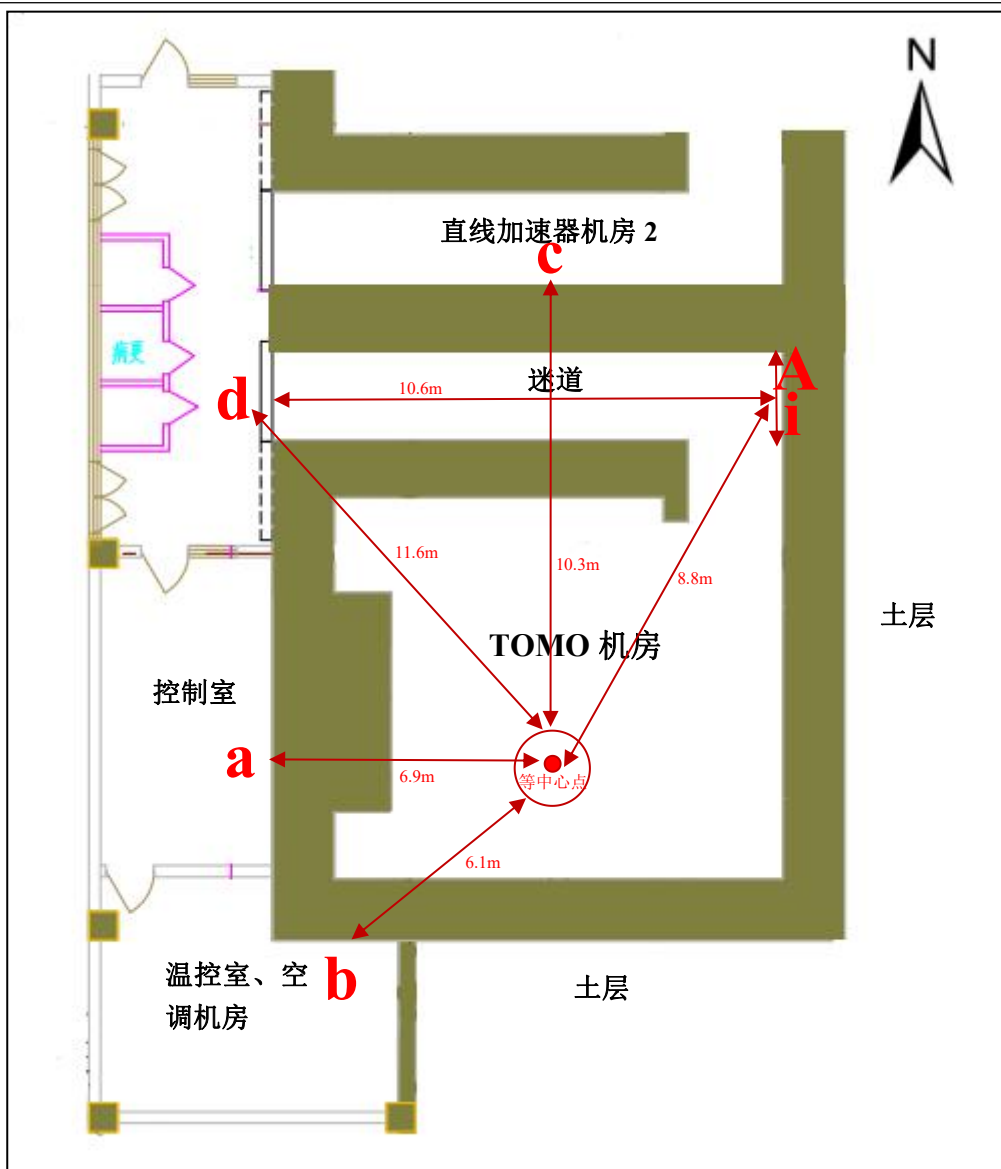 N
直线加速器机房 2
c
病更
迷道
A
i
10.6m
d
11.6m
10.3m
8.8m
土层
TOMO 机房
控制室
a
6.9m
等中心点
6.1m
温控室、空
调机房
b
土层